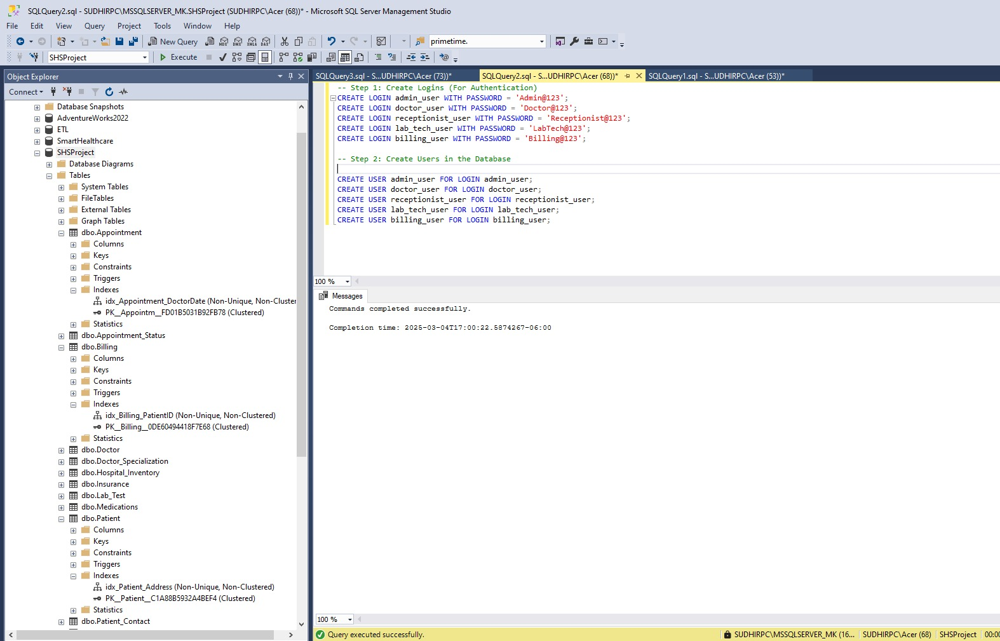 SQLQuery2.sql - SUDHIRPC\MSSQLSERVER_MK.SHSProject (SUDHIRPC\Acer (68))* - Microsoft SQL Server Management Studio
File Edit View Query Project Tools Window Help
New Query MDX DMX XMLA DAX primetime.
SHSProject Execute
Object Explorer
Connect
Database Snapshots
AdventureWorks2022
ETL
SmartHealthcare
SHSProject
Database Diagrams
Tables
System Tables
FileTables
External Tables
Graph Tables
dbo.Appointment
Columns
Keys
Constraints
Triggers
Indexes
idx_Appointment_DoctorDate (Non-Unique, Non-Cluster
PK__Appointm__FD01B5031B92FB78 (Clustered)
Statistics
dbo.Appointment_Status
dbo.Billing
Columns
Keys
Constraints
Triggers
Indexes
idx_Billing_PatientID (Non-Unique, Non-Clustered)
PK__Billing__0DE60494418F7E68 (Clustered)
Statistics
dbo.Doctor
dbo.Doctor_Specialization
dbo.Hospital_Inventory
dbo.Insurance
dbo.Lab_Test
dbo.Medications
dbo.Patient
Columns
Keys
Constraints
Triggers
Indexes
idx_Patient_Address (Non-Unique, Non-Clustered)
PK__Patient__C1A88B5932A4BEF4 (Clustered)
Statistics
dbo.Patient_Contact
SQLQuery3.sql - S...UDHIRPC\Acer (73))* SQLQuery2.sql - S...UDHIRPC\Acer (68))* SQLQuery1.sql - S...UDHIRPC\Acer (53))*
-- Step 1: Create Logins (For Authentication)
CREATE LOGIN admin_user WITH PASSWORD = 'Admin@123';
CREATE LOGIN doctor_user WITH PASSWORD = 'Doctor@123';
CREATE LOGIN receptionist_user WITH PASSWORD = 'Receptionist@123';
CREATE LOGIN lab_tech_user WITH PASSWORD = 'LabTech@123';
CREATE LOGIN billing_user WITH PASSWORD = 'Billing@123';
-- Step 2: Create Users in the Database
CREATE USER admin_user FOR LOGIN admin_user;
CREATE USER doctor_user FOR LOGIN doctor_user;
CREATE USER receptionist_user FOR LOGIN receptionist_user;
CREATE USER lab_tech_user FOR LOGIN lab_tech_user;
CREATE USER billing_user FOR LOGIN billing_user;
100 %
Messages
Commands completed successfully.
Completion time: 2025-03-04T17:00:22.5874267-06:00
100 %
Query executed successfully. SUDHIRPC\MSSQLSERVER_MK (16... SUDHIRPC\Acer (68) SHSProject 00:00